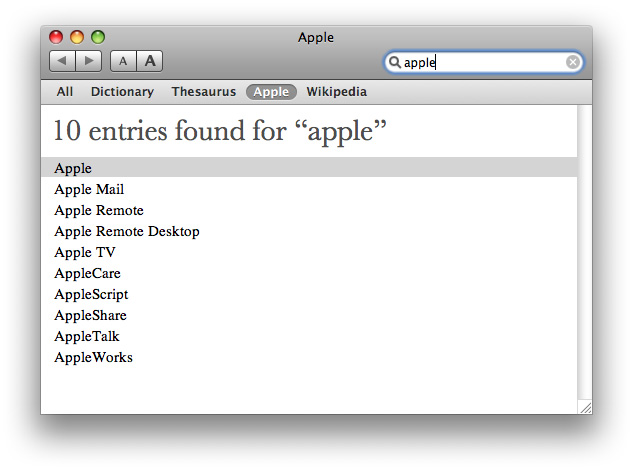 Apple
A A apple
All Dictionary Thesaurus Apple Wikipedia
10 entries found for “apple”
Apple
Apple Mail
Apple Remote
Apple Remote Desktop
Apple TV
AppleCare
AppleScript
AppleShare
AppleTalk
AppleWorks